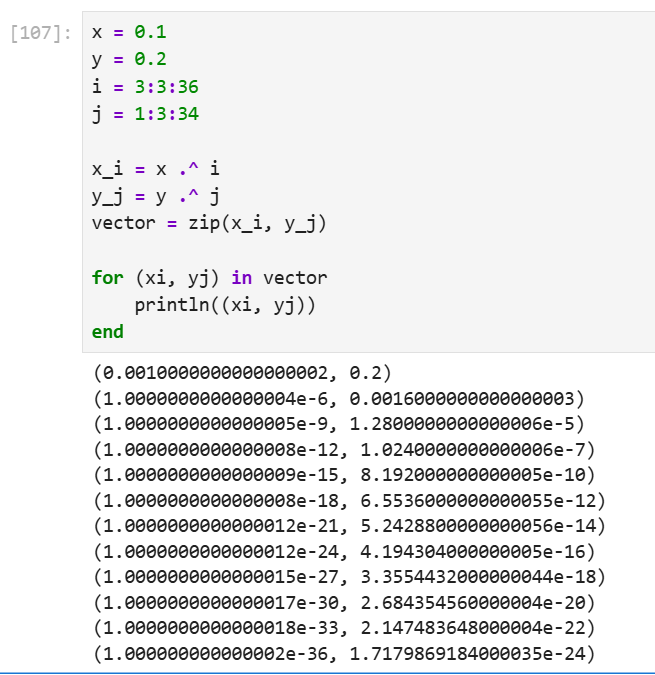 [107]:
x = 0.1
y = 0.2
i = 3:3:36
j = 1:3:34
x_i = x .^ i
y_j = y .^ j
vector = zip(x_i, y_j)
for (xi, yj) in vector
println((xi, yj))
end
(0.0010000000000000002, 0.2)
(1.0000000000000004e-6, 0.0016000000000000003)
(1.0000000000000005e-9, 1.2800000000000006e-5)
(1.0000000000000008e-12, 1.0240000000000006e-7)
(1.0000000000000009e-15, 8.192000000000005e-10)
(1.0000000000000008e-18, 6.5536000000000055e-12)
(1.0000000000000012e-21, 5.2428800000000056e-14)
(1.0000000000000012e-24, 4.194304000000005e-16)
(1.0000000000000015e-27, 3.3554432000000044e-18)
(1.0000000000000017e-30, 2.684354560000004e-20)
(1.0000000000000018e-33, 2.147483648000004e-22)
(1.000000000000002e-36, 1.7179869184000035e-24)